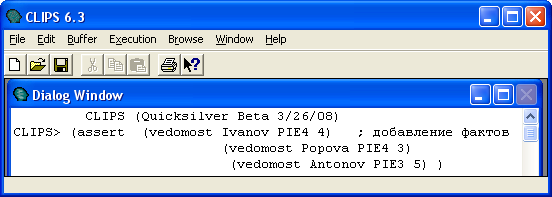 CLIPS 6.3
File Edit Buffer Execution Browse Window Help
Dialog Window
CLIPS (Quicksilver Beta 3/26/08)
CLIPS> (assert (vedomost Ivanov PIE4 4) ; добавление фактов
(vedomost Popova PIE4 3)
(vedomost Antonov PIE3 5) )